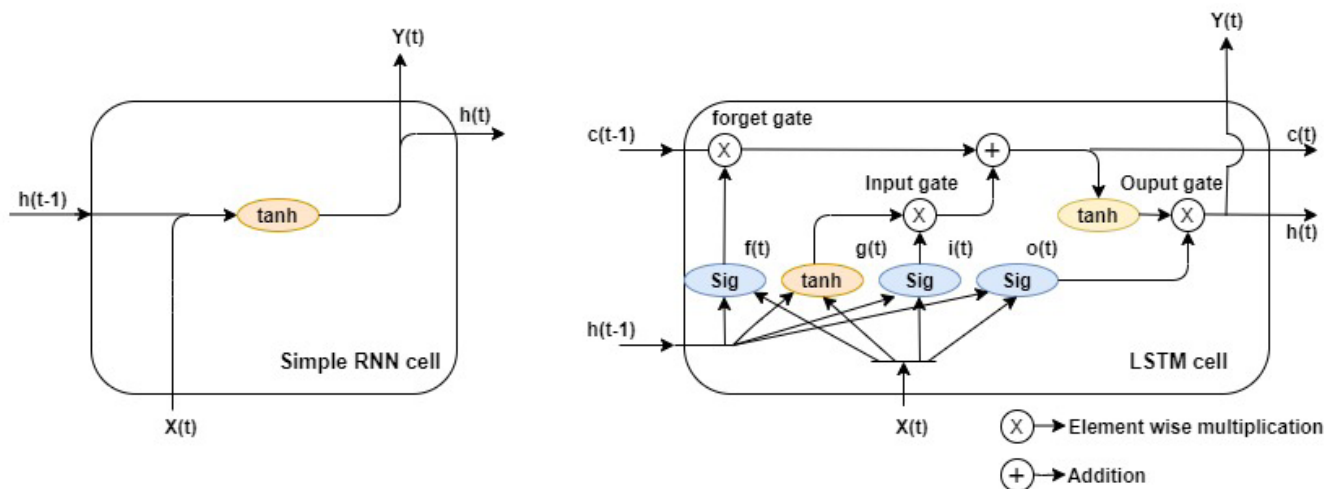 Y(t)
h(t)
h(t-1)
tanh
Simple RNN cell
X(t)
Y(t)
forget gate
c(t-1)
X
+
c(t)
Input gate
Ouput gate
X
tanh
X
h(t)
f(t)
g(t)
i(t)
o(t)
Sig
tanh
Sig
Sig
h(t-1)
LSTM cell
X(t)
X Element wise multiplication
+ Addition